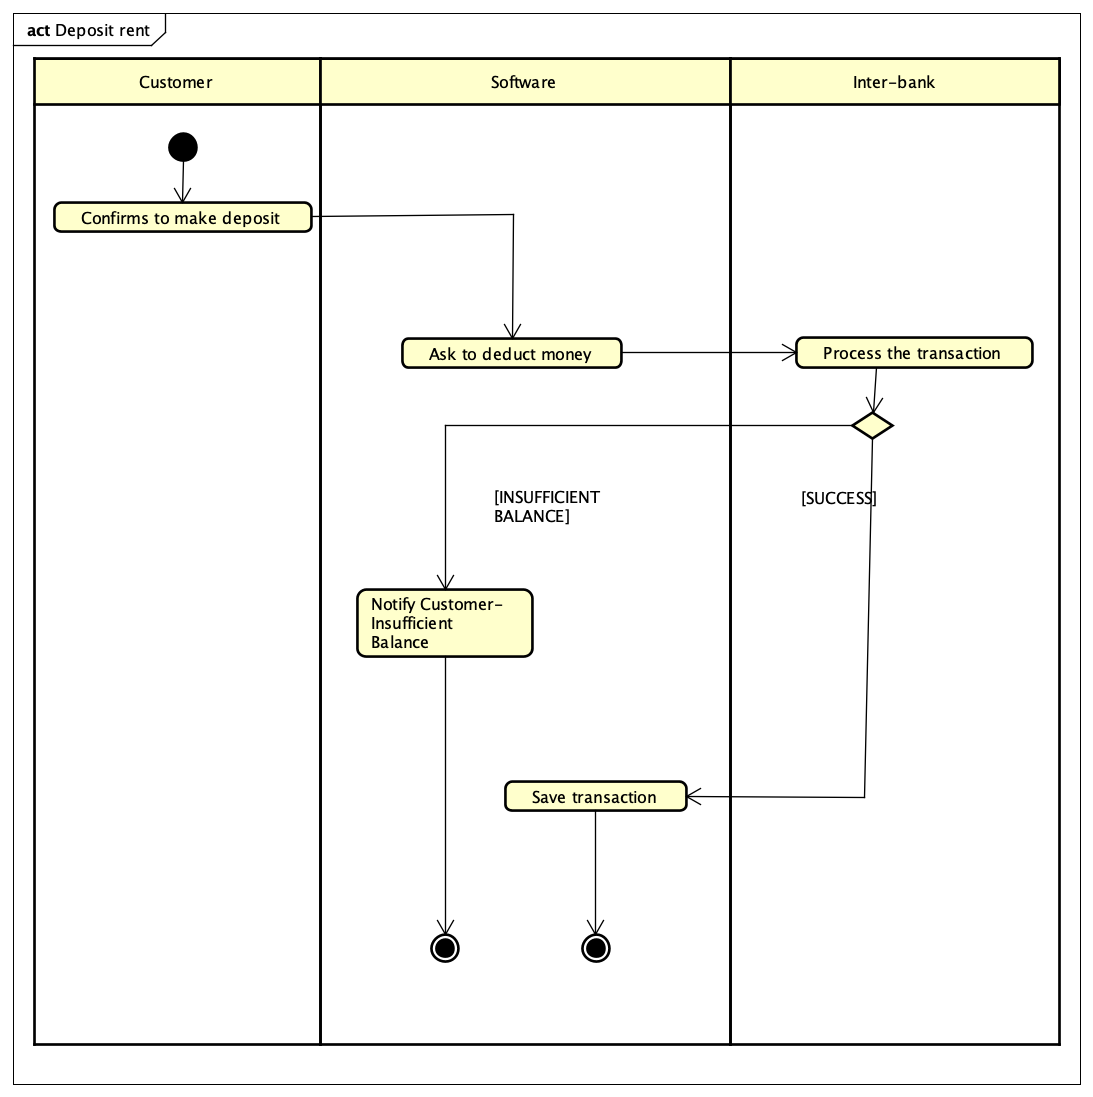 act Deposit rent
Customer
Software
Inter-bank
Confirms to make deposit
Ask to deduct money
Process the transaction
[INSUFFICIENT
BALANCE]
[SUCCESS]
Notify Customer-
Insufficient
Balance
Save transaction